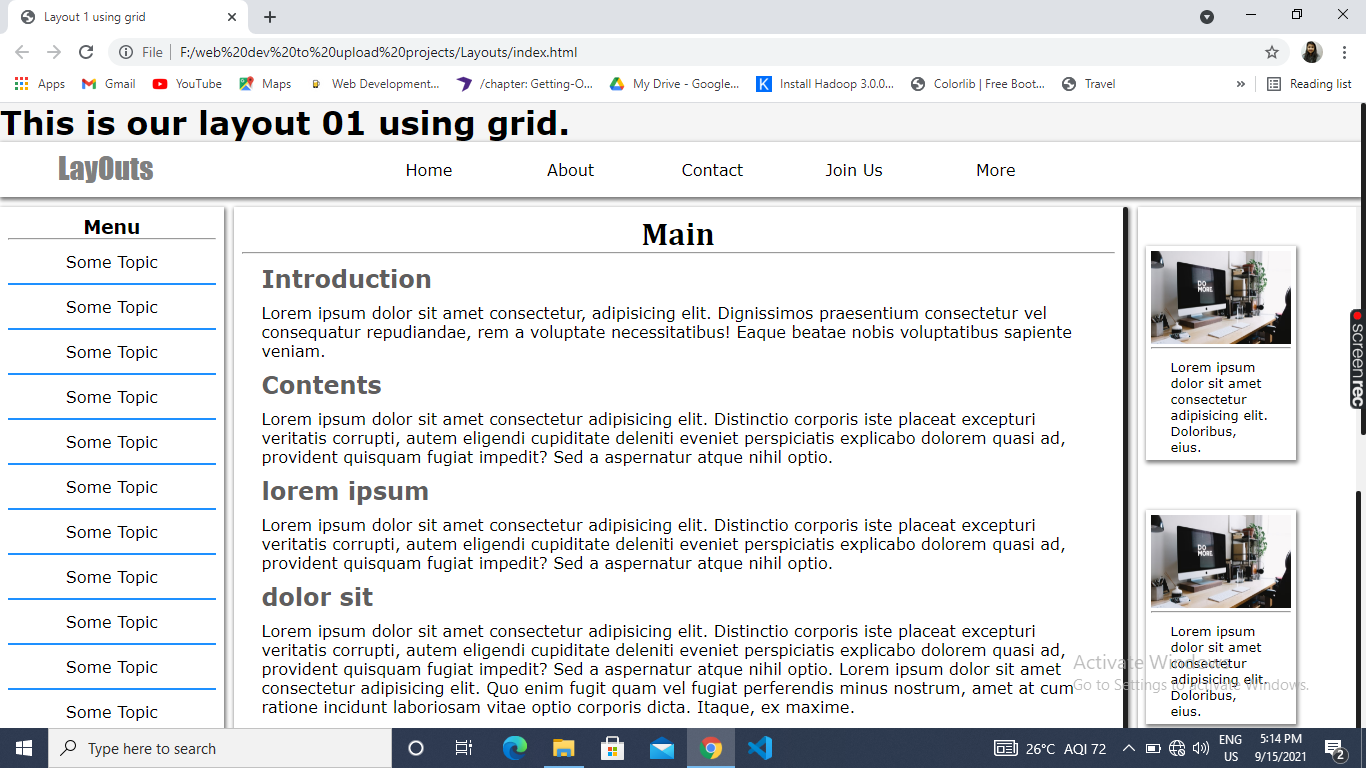 Layout 1 using grid
File | F:/web%20dev%20to%20upload%20projects/Layouts/index.html
Apps Gmail YouTube Maps Web Development... /chapter: Getting-O... My Drive - Google... Install Hadoop 3.0.0... Colorlib | Free Boot... Travel » Reading list
This is our layout 01 using grid.
LayOuts Home About Contact Join Us More
Menu
Some Topic
Some Topic
Some Topic
Some Topic
Some Topic
Some Topic
Some Topic
Some Topic
Some Topic
Some Topic
Some Topic
Main
Introduction
Lorem ipsum dolor sit amet consectetur, adipisicing elit. Dignissimos praesentium consectetur vel
consequatur repudiandae, rem a voluptate necessitatibus! Eaque beatae nobis voluptatibus sapiente
veniam.
Contents
Lorem ipsum dolor sit amet consectetur adipisicing elit. Distinctio corporis iste placeat excepturi
veritatis corrupti, autem eligendi cupiditate deleniti eveniet perspiciatis explicabo dolorem quasi ad,
provident quisquam fugiat impedit? Sed a aspernatur atque nihil optio.
lorem ipsum
Lorem ipsum dolor sit amet consectetur adipisicing elit. Distinctio corporis iste placeat excepturi
veritatis corrupti, autem eligendi cupiditate deleniti eveniet perspiciatis explicabo dolorem quasi ad,
provident quisquam fugiat impedit? Sed a aspernatur atque nihil optio.
dolor sit
Lorem ipsum dolor sit amet consectetur adipisicing elit. Distinctio corporis iste placeat excepturi
veritatis corrupti, autem eligendi cupiditate deleniti eveniet perspiciatis explicabo dolorem quasi ad,
provident quisquam fugiat impedit? Sed a aspernatur atque nihil optio. Lorem ipsum dolor sit amet
consectetur adipisicing elit. Quo enim fugit quam vel fugiat perferendis minus nostrum, amet at cum
ratione incidunt laboriosam vitae optio corporis dicta. Itaque, ex maxime.
DO
MORE.
Lorem ipsum
dolor sit amet
consectetur
adipisicing elit.
Doloribus,
eius.
DO
MORE.
Lorem ipsum
dolor sit amet
consectetur
adipisicing elit.
Doloribus,
eius.
screenrec
Activate Windows
Go to Settings to activate Windows.
Type here to search
26°C AQI 72
ENG
US
5:14 PM
9/15/2021
2